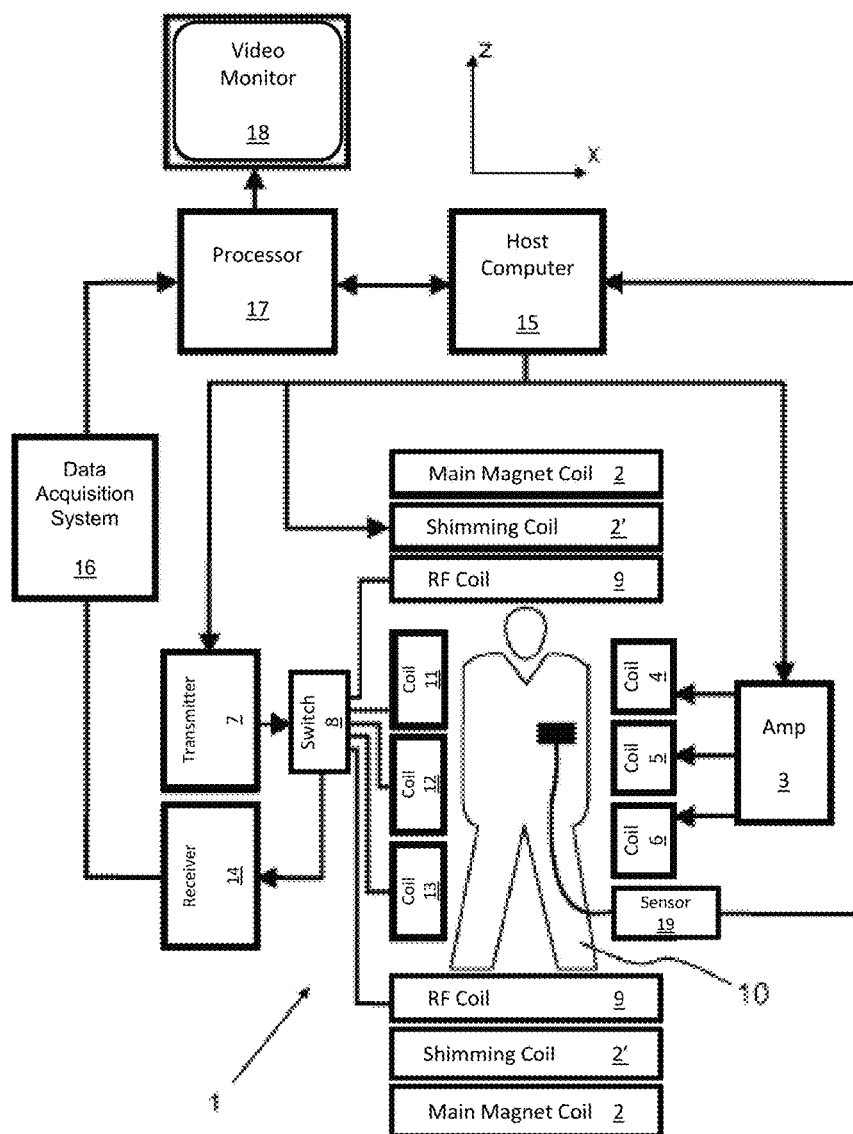 Video
Monitor
18
Z
X
Processor
17
Host
Computer
15
Data
Acquisition
System
16
Main Magnet Coil 2
Shimming Coil 2'
RF Coil 9
Transmitter 7
Switch 8
Coil 11
Coil 12
Coil 13
Coil 4
Coil 5
Coil 6
Amp
3
Receiver 14
Sensor
19
10
RF Coil 9
Shimming Coil 2'
Main Magnet Coil 2
1